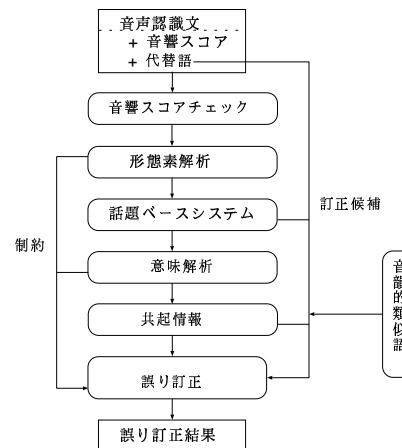 音声認識文
+ 音響スコア
+ 代替語
音響スコアチェック
形態素解析
話題ベースシステム
訂正候補
制約
意味解析
音韻的類似語
共起情報
誤り訂正
誤り訂正結果